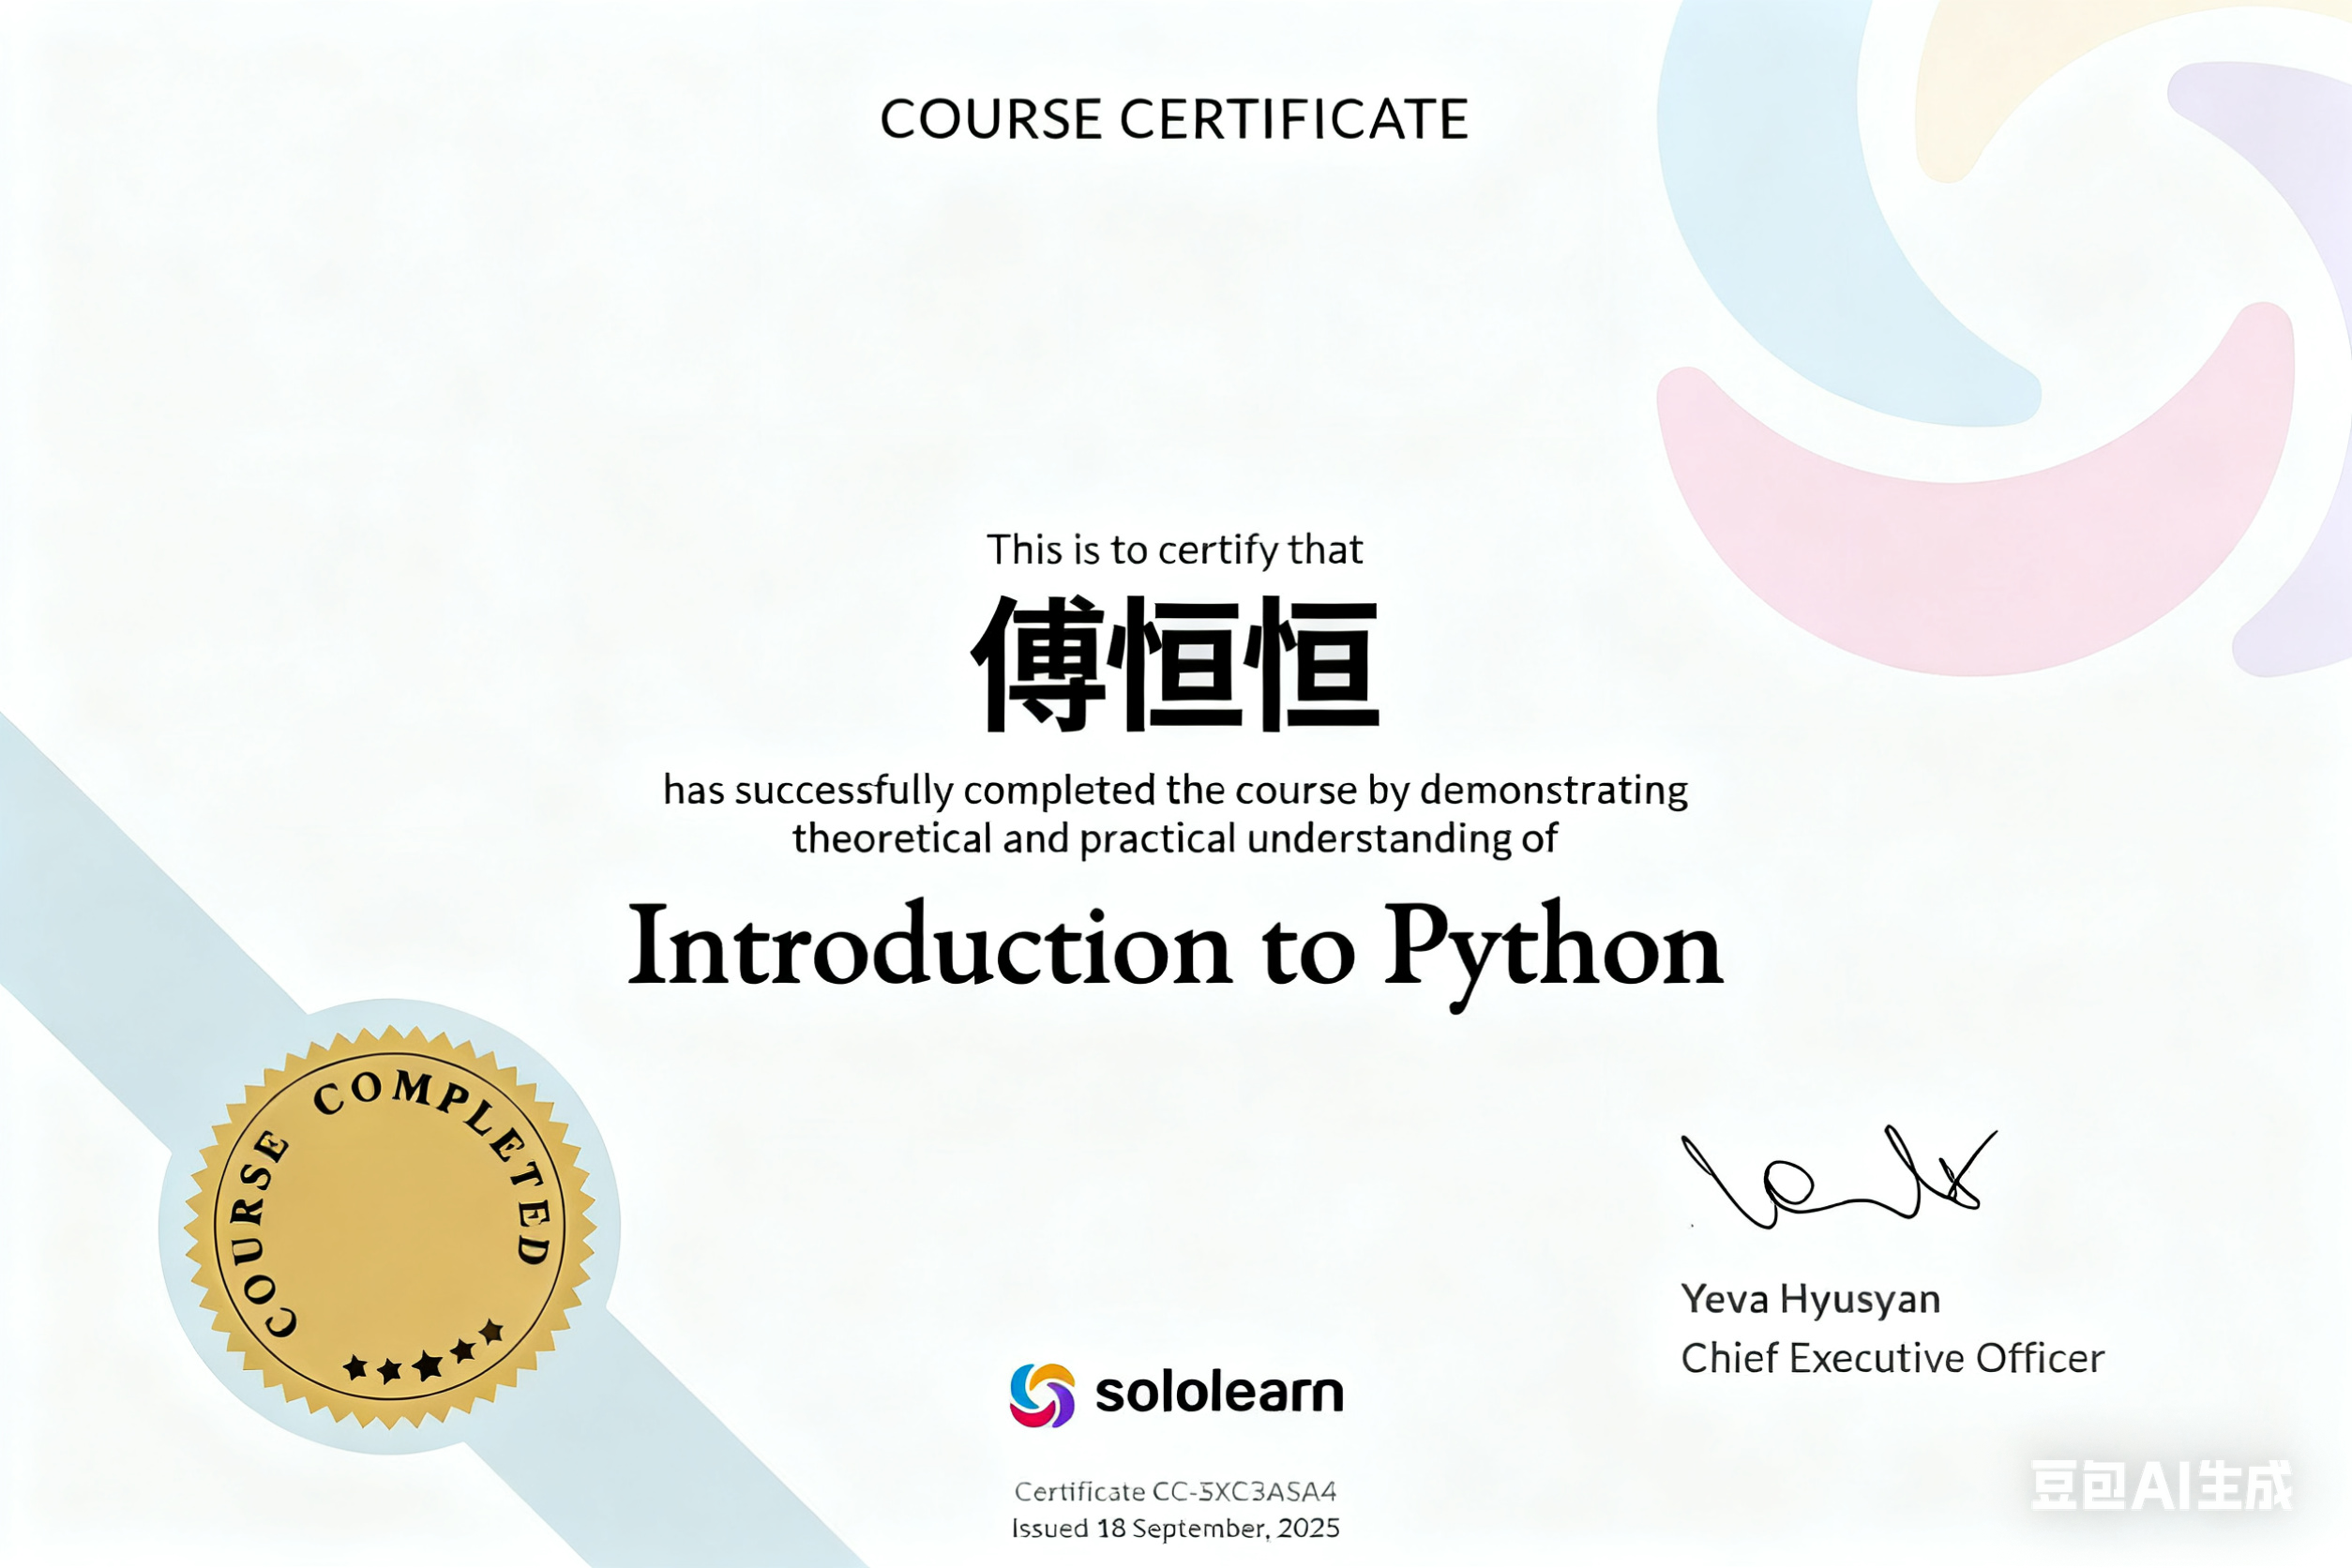 COURSE CERTIFICATE
This is to certify that
傅恒恒
has successfully completed the course by demonstrating
theoretical and practical understanding of
Introduction to Python
COURSE COMPLETED
Yeva Hyusyan
Chief Executive Officer
sololearn
Certificate CC-5XC3ASA4
Issued 18 September, 2025
豆包AI生成